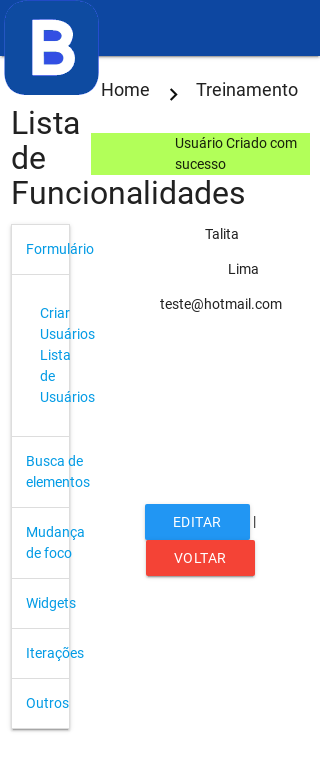 B
Home
Treinamento
Lista
de
Funcionalidades
Usuário Criado com
sucesso
Formulário
Criar
Usuários
Lista
de
Usuários
Busca de
elementos
Mudança
de foco
Widgets
Iterações
Outros
Talita
Lima
teste@hotmail.com
EDITAR |
VOLTAR